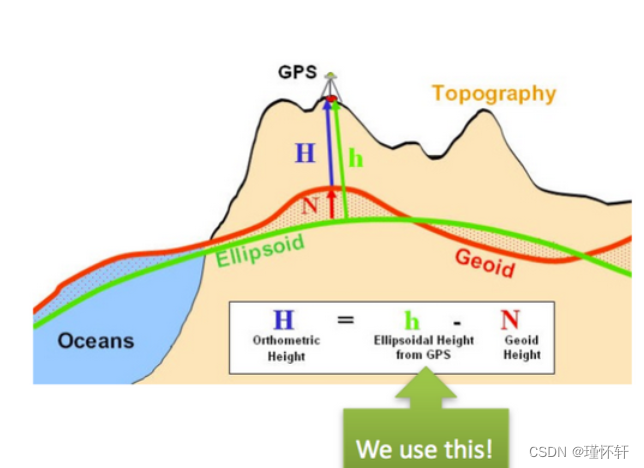 GPS
Topography
H
h
N
Ellipsoid
Geoid
Oceans
H = h - N
Orthometric Height
Ellipsoidal Height from GPS
Geoid Height
We use this!
CSDN @瑾怀轩